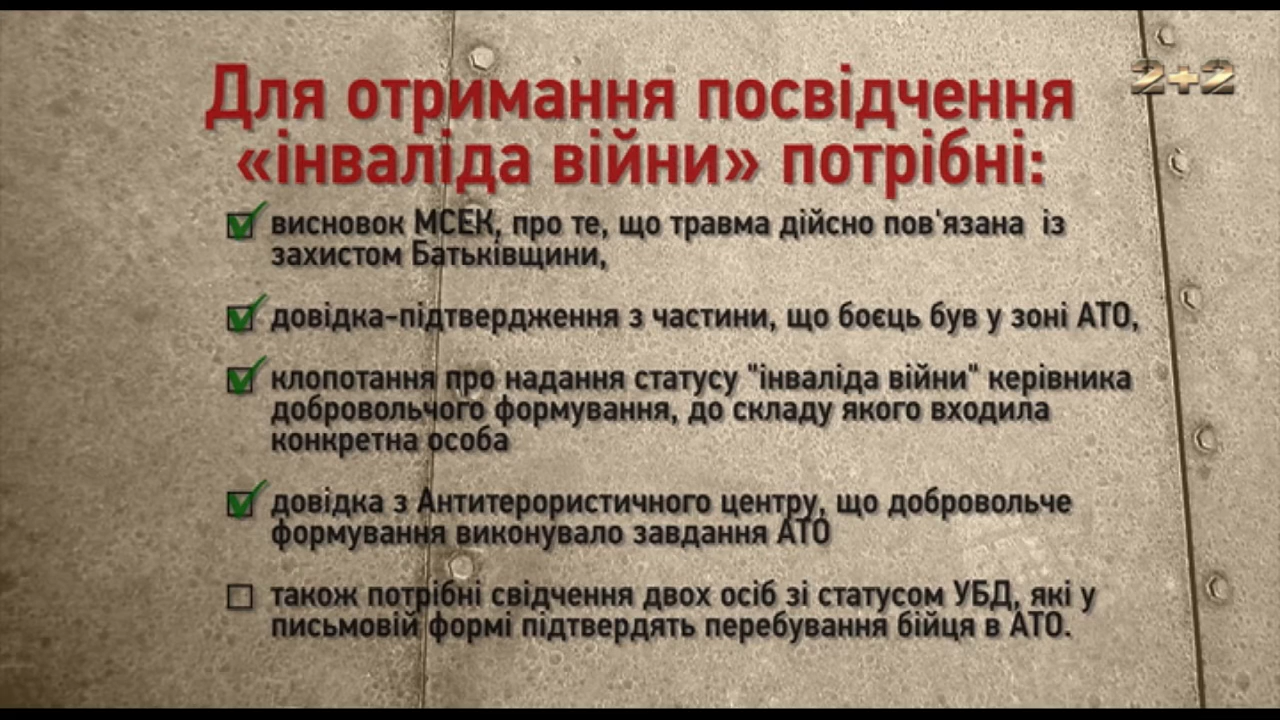 Для отримання посвідчення
«інваліда війни» потрібні:
висновок МСЕК, про те, що травма дійсно пов'язана із
захистом Батьківщини,
довідка-підтвердження з частини, що боєць був у зоні АТО,
клопотання про надання статусу "інваліда війни" керівника
добровольчого формування, до складу якого входила
конкретна особа
довідка з Антитерористичного центру, що добровольче
формування виконувало завдання АТО
також потрібні свідчення двох осіб зі статусом УБД, які у
письмовій формі підтвердять перебування бійця в АТО.
2+2